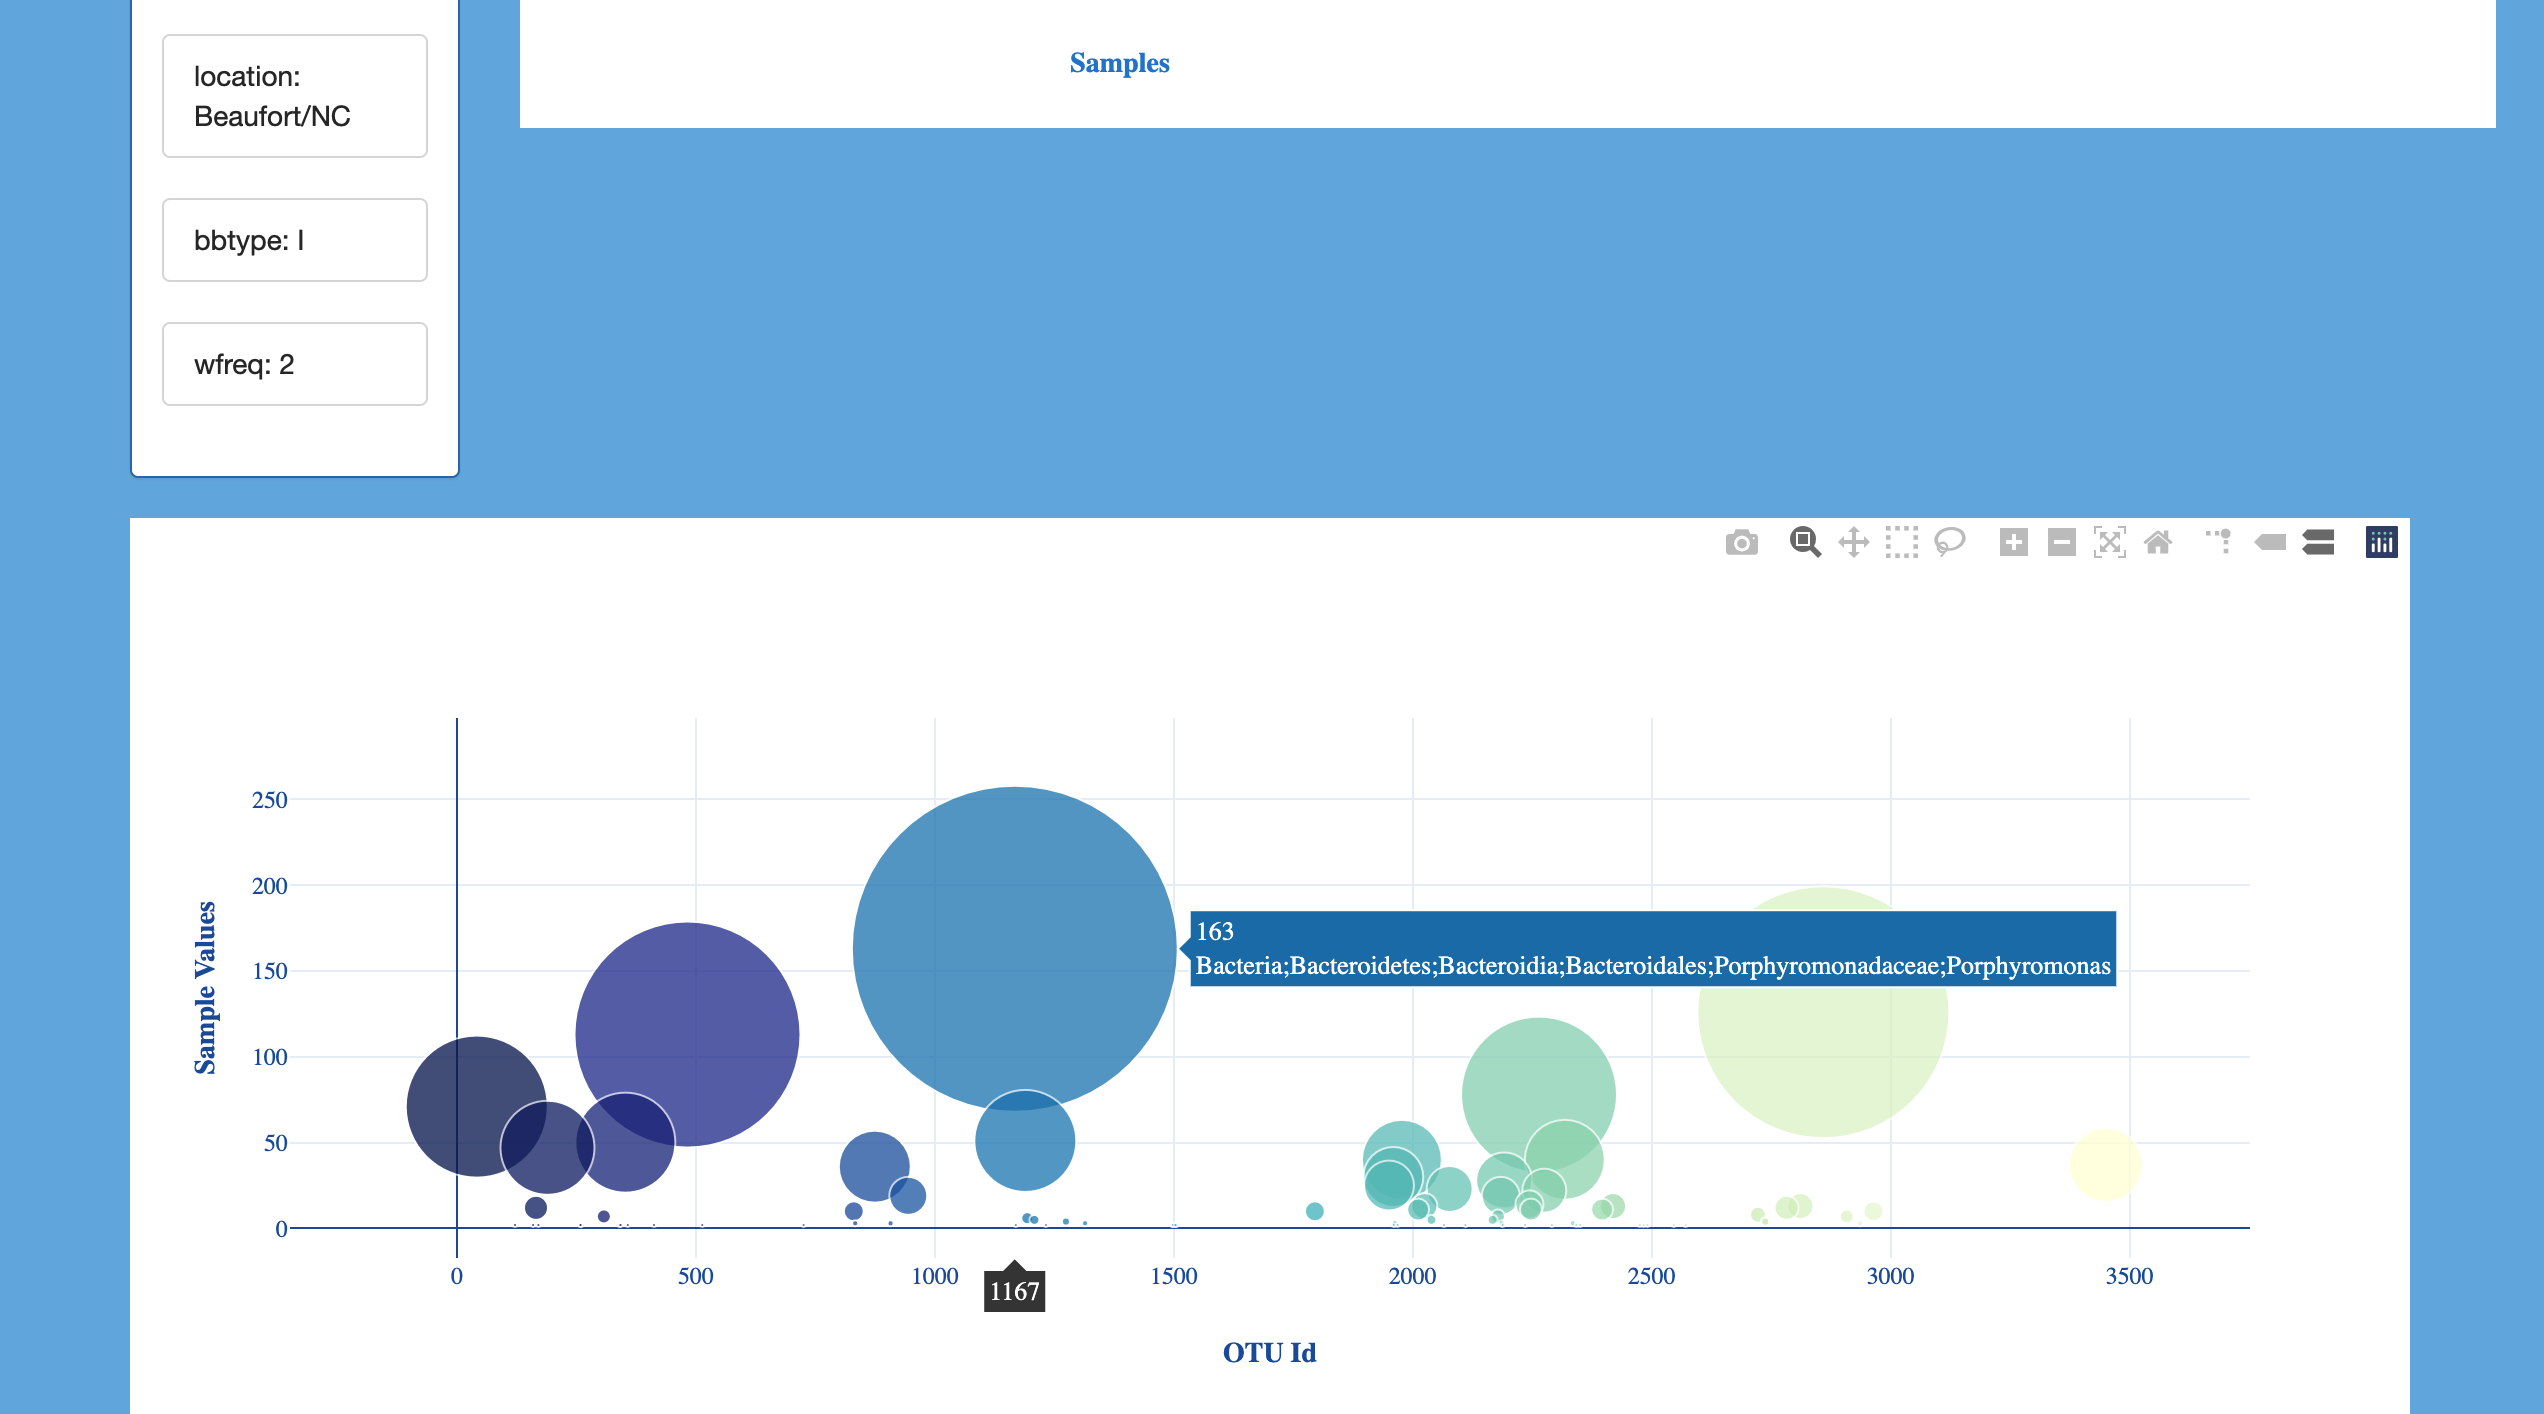 location:
Beaufort/NC
bbtype: I
wfreq: 2
Samples
250
200
150
100
50
0
Sample Values
163
Bacteria;Bacteroidetes;Bacteroidia;Bacteroidales;Porphyromonadaceae;Porphyromonas
0
500
1000
1167
1500
2000
2500
3000
3500
OTU Id